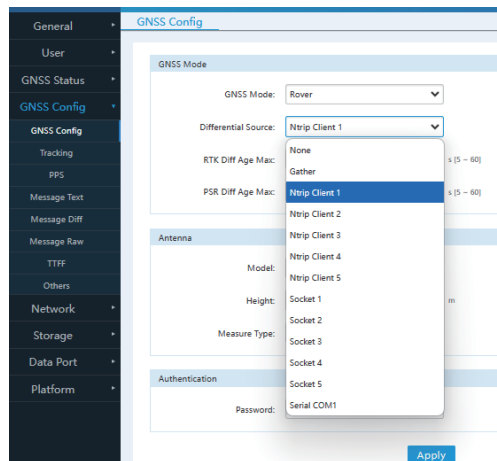 General
User
GNSS Status
GNSS Config
GNSS Config
Tracking
PPS
Message Text
Message Diff
Message Raw
TTFF
Others
Network
Storage
Data Port
Platform
GNSS Config
GNSS Mode
GNSS Mode: Rover
Differential Source: Ntrip Client 1
RTK Diff Age Max: s [5 ~ 60]
PSR Diff Age Max: s [5 ~ 60]
None
Gather
Ntrip Client 1
Ntrip Client 2
Ntrip Client 3
Ntrip Client 4
Ntrip Client 5
Socket 1
Socket 2
Socket 3
Socket 4
Socket 5
Serial COM1
Antenna
Model:
Height: m
Measure Type:
Authentication
Password:
Apply